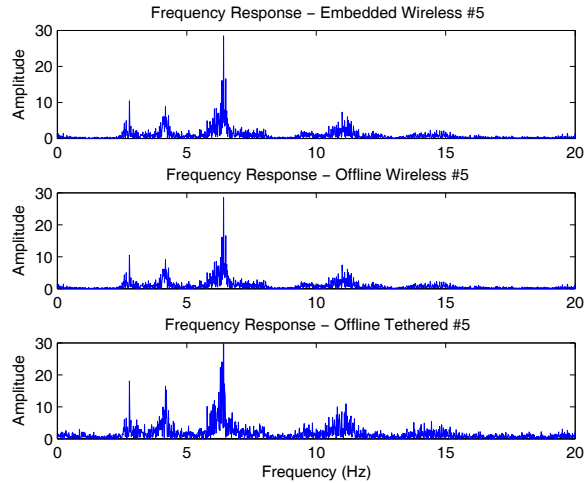 Frequency Response – Embedded Wireless #5
30
20
10
0
Amplitude
0 5 10 15 20
Frequency Response – Offline Wireless #5
30
20
10
0
Amplitude
0 5 10 15 20
Frequency Response – Offline Tethered #5
30
20
10
0
Amplitude
0 5 10 15 20
Frequency (Hz)